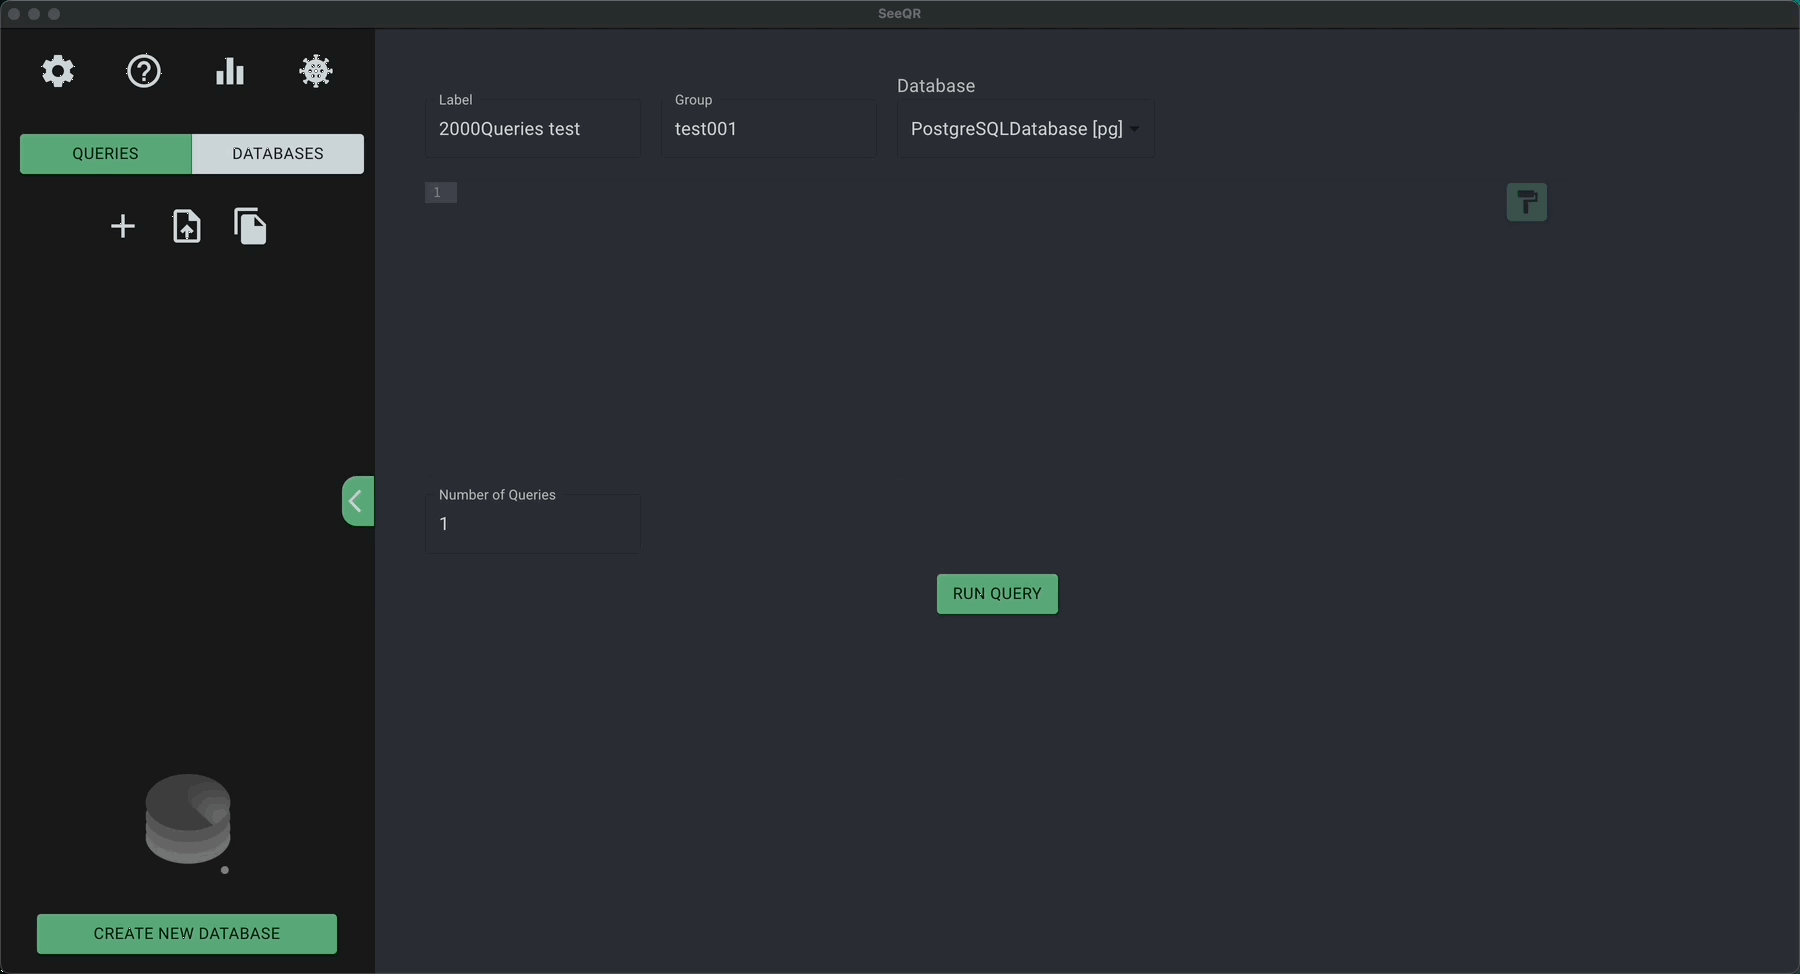 SeeQR
QUERIES
DATABASES
CREATE NEW DATABASE
Label
2000Queries test
Group
test001
Database
PostgreSQLDatabase [pg]
1
Number of Queries
1
RUN QUERY